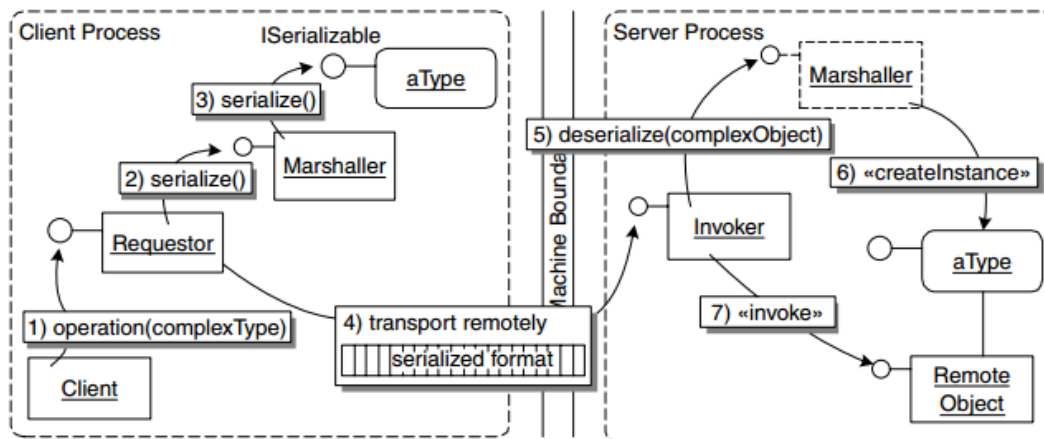 Client Process
ISerializable
aType
3) serialize()
Marshaller
2) serialize()
Requestor
1) operation(complexType)
Client
4) transport remotely
serialized format
Machine Bounda
Server Process
Marshaller
5) deserialize(complexObject)
6) «createInstance»
Invoker
aType
7) «invoke»
Remote
Object